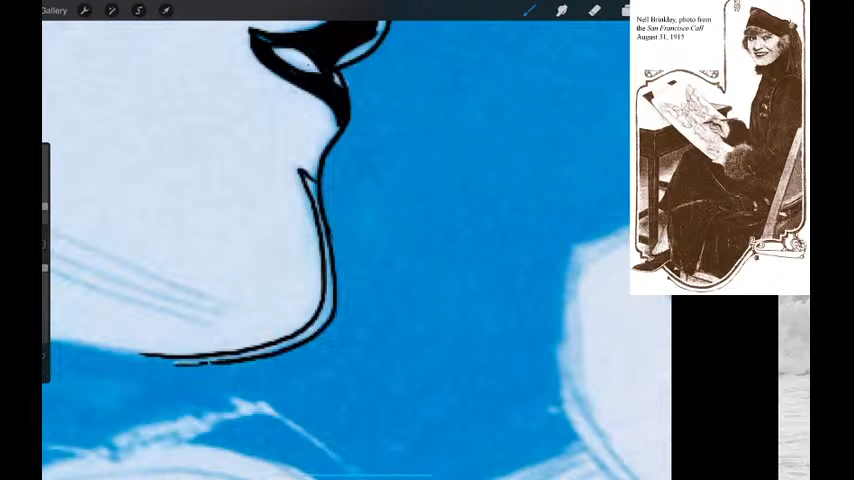 Gallery
Nell Brinkley, photo from
the San Francisco Call
August 31, 1915